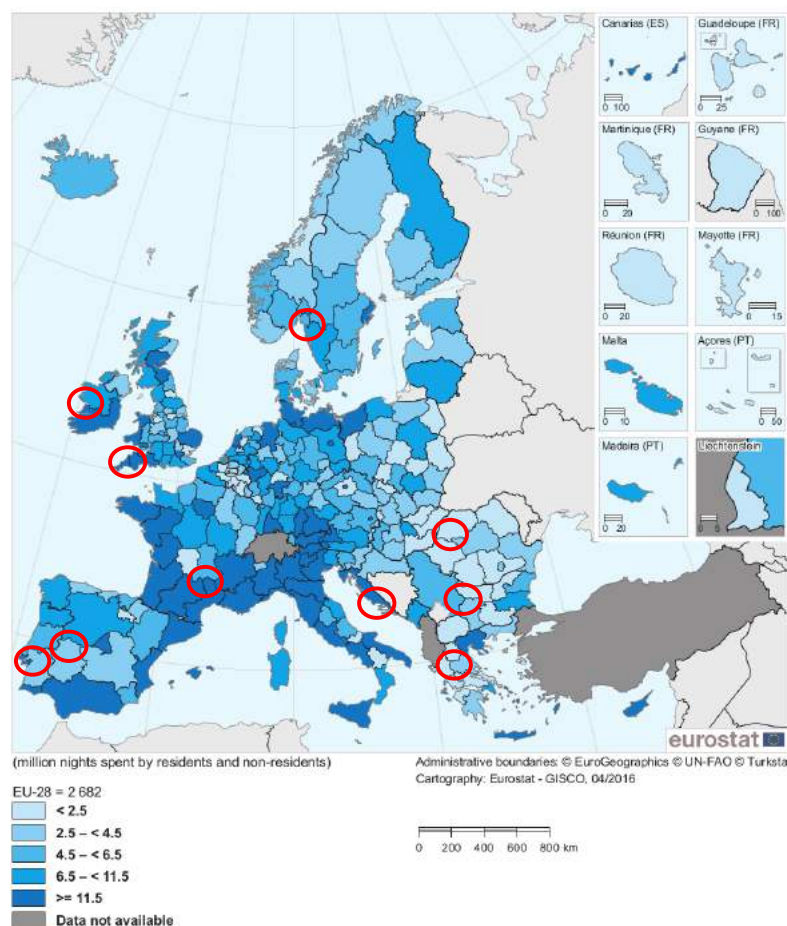 Canarias (ES)
0 100
Guadeloupe (FR)
0 25
Martinique (FR)
0 20
Guyane (FR)
0 100
Réunion (FR)
0 20
Mayotte (FR)
0 15
Malta
0 10
Açores (PT)
0 50
Madeira (PT)
0 20
Liechtenstein
0 5
eurostat
(million nights spent by residents and non-residents)
Administrative boundaries: © EuroGeographics © UN-FAO © Turksta
Cartography: Eurostat - GISCO, 04/2016
EU-28 = 2 682
< 2.5
2.5 – < 4.5
4.5 – < 6.5
6.5 – < 11.5
>= 11.5
Data not available
0 200 400 600 800 km